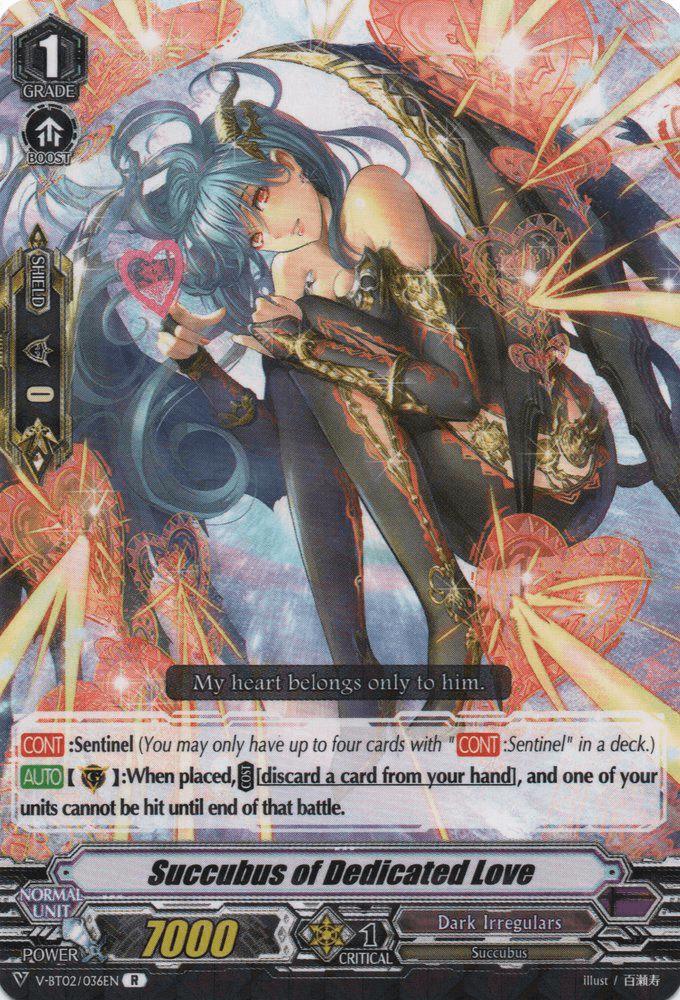 1
GRADE
BOOST
SHIELD
0
My heart belongs only to him.
CONT :Sentinel (You may only have up to four cards with " CONT :Sentinel" in a deck.)
AUTO [ G ]:When placed, COST [discard a card from your hand], and one of your
units cannot be hit until end of that battle.
Succubus of Dedicated Love
NORMAL
UNIT
POWER 7000
1
CRITICAL
Dark Irregulars
Succubus
V-BT02/036EN R
illust / 百瀬寿